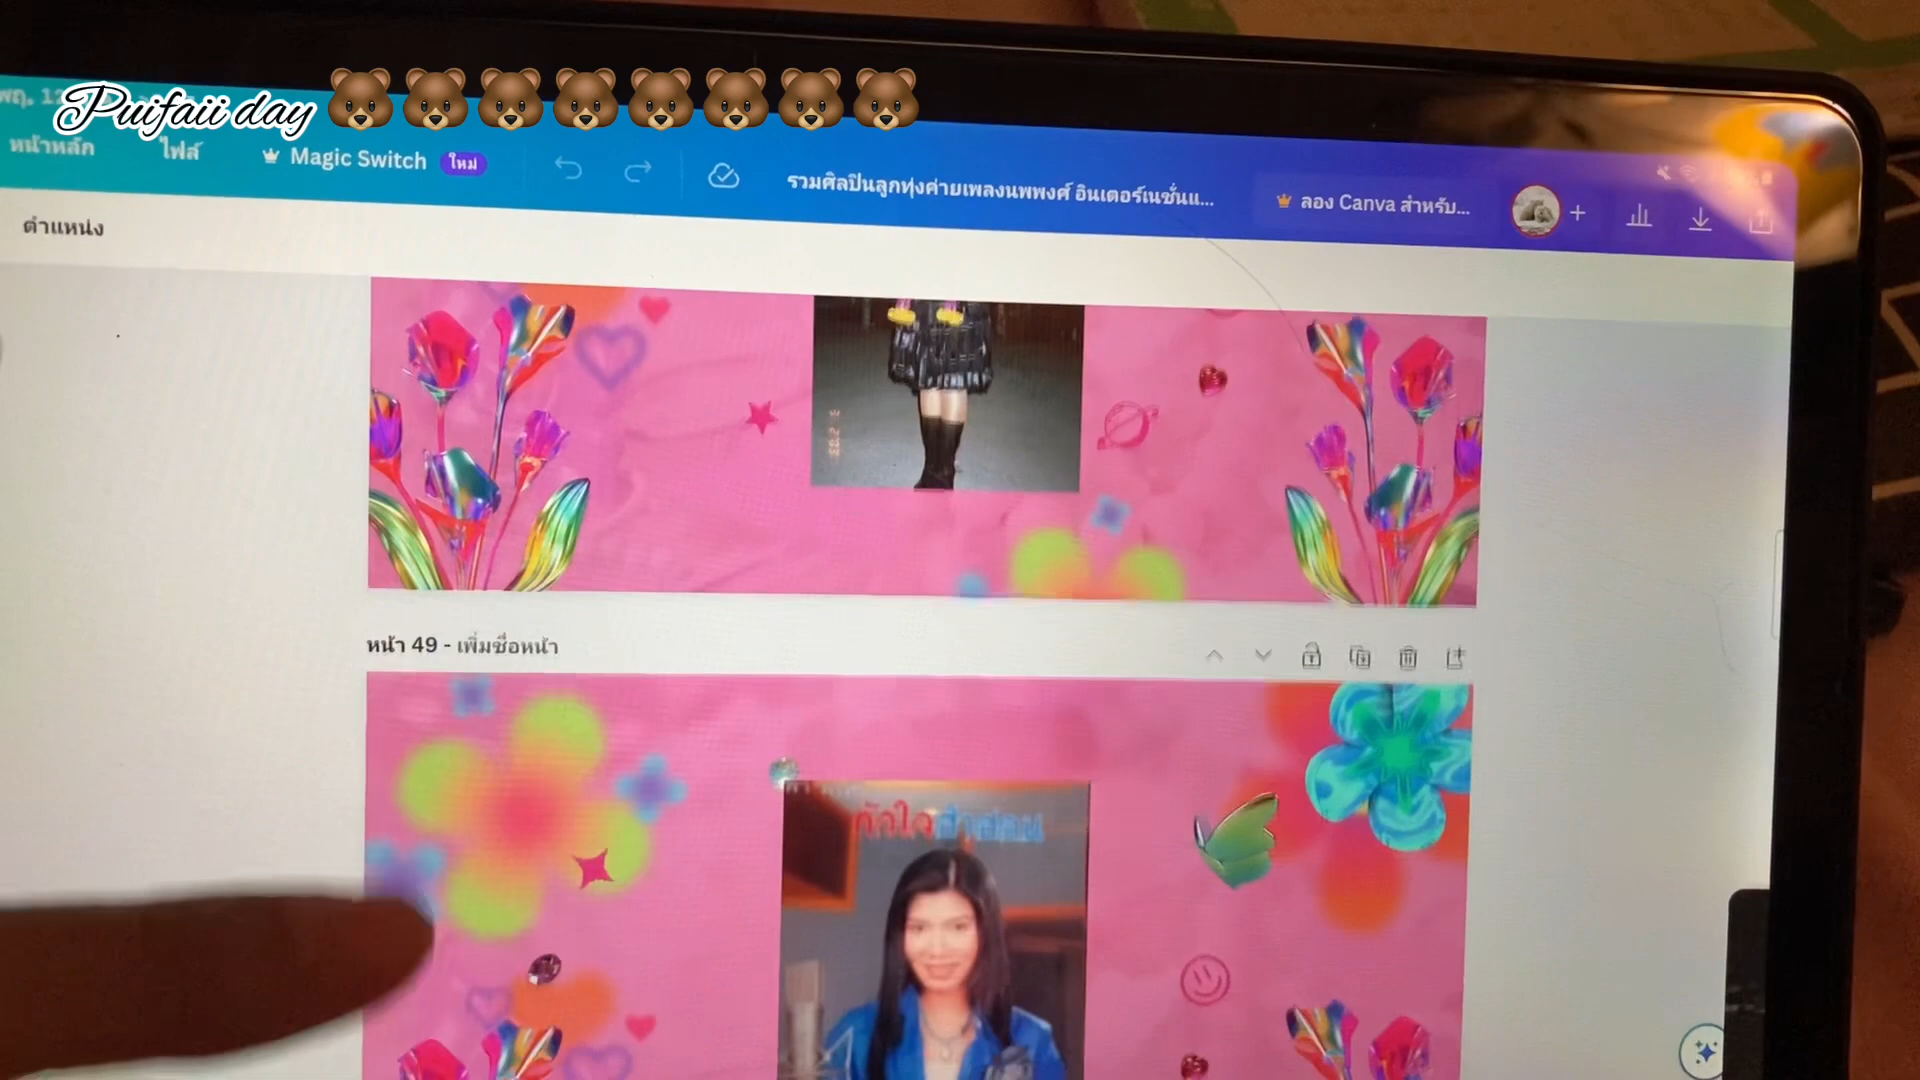 Puifaii day 🐻🐻🐻🐻🐻🐻🐻🐻
หน้าหลัก ไฟล์ Magic Switch ใหม่ รวมศิลปินลูกทุ่งค่ายเพลงนพพงศ์ อินเตอร์เนชั่นแ... ลอง Canva สำหรับ...
ตำแหน่ง
หน้า 49 - เพิ่มชื่อหน้า